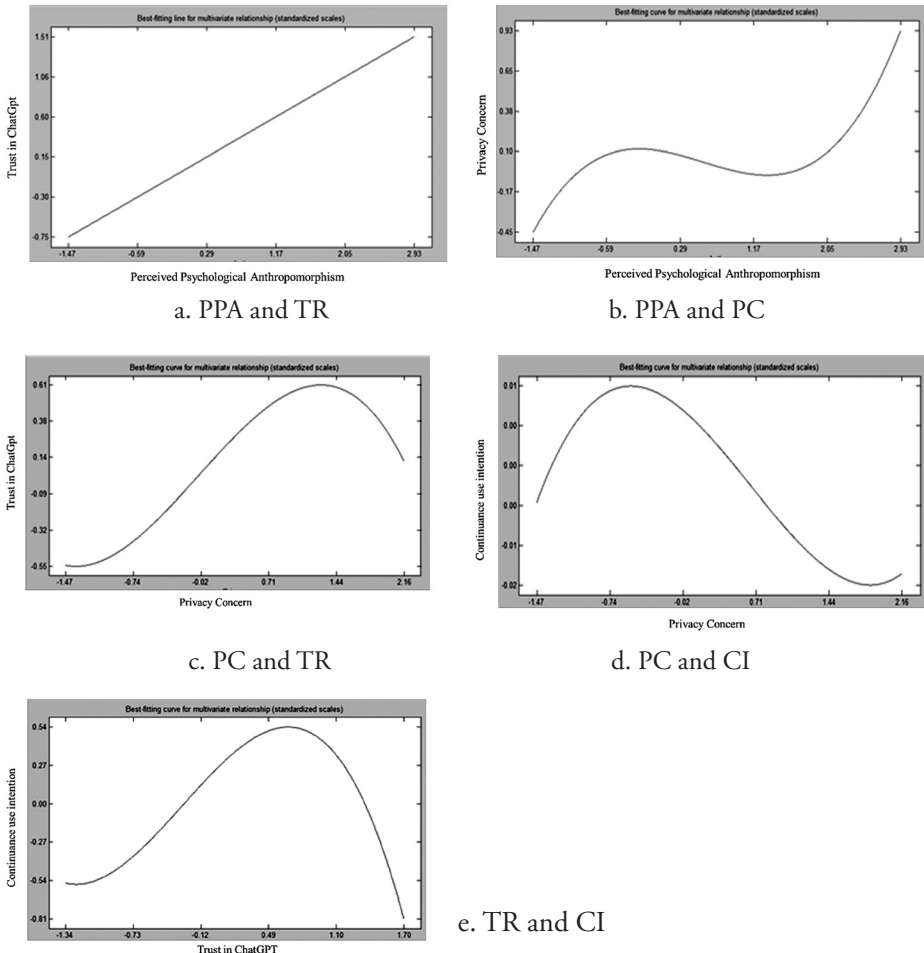 Best-fitting line for multivariate relationship (standardized scales)
Trust in ChatGpt
1.51
1.06
0.60
0.15
-0.30
-0.75
-1.47 -0.59 0.29 1.17 2.05 2.93
Perceived Psychological Anthropomorphism
a. PPA and TR
Best-fitting curve for multivariate relationship (standardized scales)
Privacy Concern
0.93
0.65
0.38
0.10
-0.17
-0.45
-1.47 -0.59 0.29 1.17 2.05 2.93
Perceived Psychological Anthropomorphism
b. PPA and PC
Best-fitting curve for multivariate relationship (standardized scales)
Trust in ChatGpt
0.61
0.38
0.14
-0.09
-0.32
-0.55
-1.47 -0.74 -0.02 0.71 1.44 2.16
Privacy Concern
c. PC and TR
Best-fitting curve for multivariate relationship (standardized scales)
Continuance use intention
0.01
0.00
0.00
0.00
-0.01
-0.02
-1.47 -0.74 -0.02 0.71 1.44 2.16
Privacy Concern
d. PC and CI
Best-fitting curve for multivariate relationship (standardized scales)
Continuance use intention
0.54
0.27
0.00
-0.27
-0.54
-0.81
-1.34 -0.73 -0.12 0.49 1.10 1.70
Trust in ChatGPT
e. TR and CI